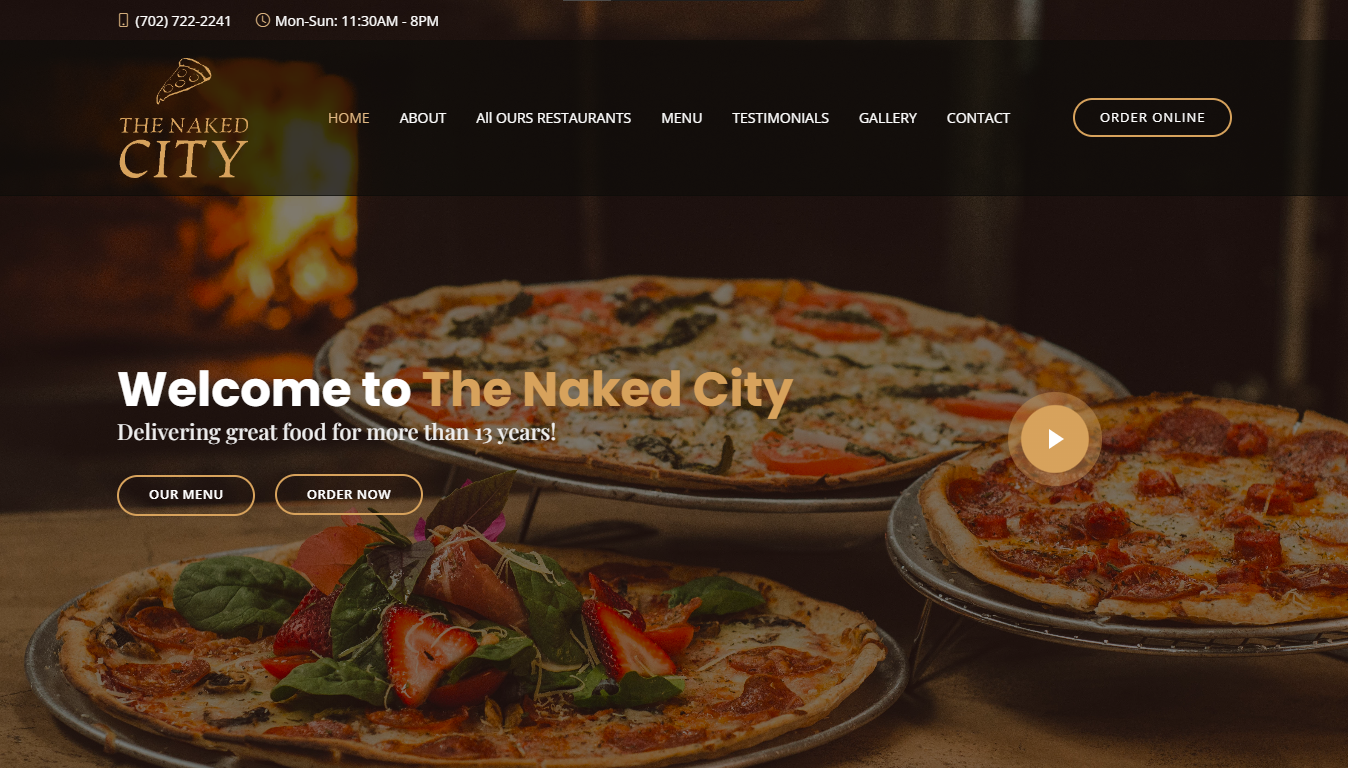 (702) 722-2241 Mon-Sun: 11:30AM - 8PM
THE NAKED
CITY
HOME ABOUT All OURS RESTAURANTS MENU TESTIMONIALS GALLERY CONTACT ORDER ONLINE
Welcome to The Naked City
Delivering great food for more than 13 years!
OUR MENU ORDER NOW